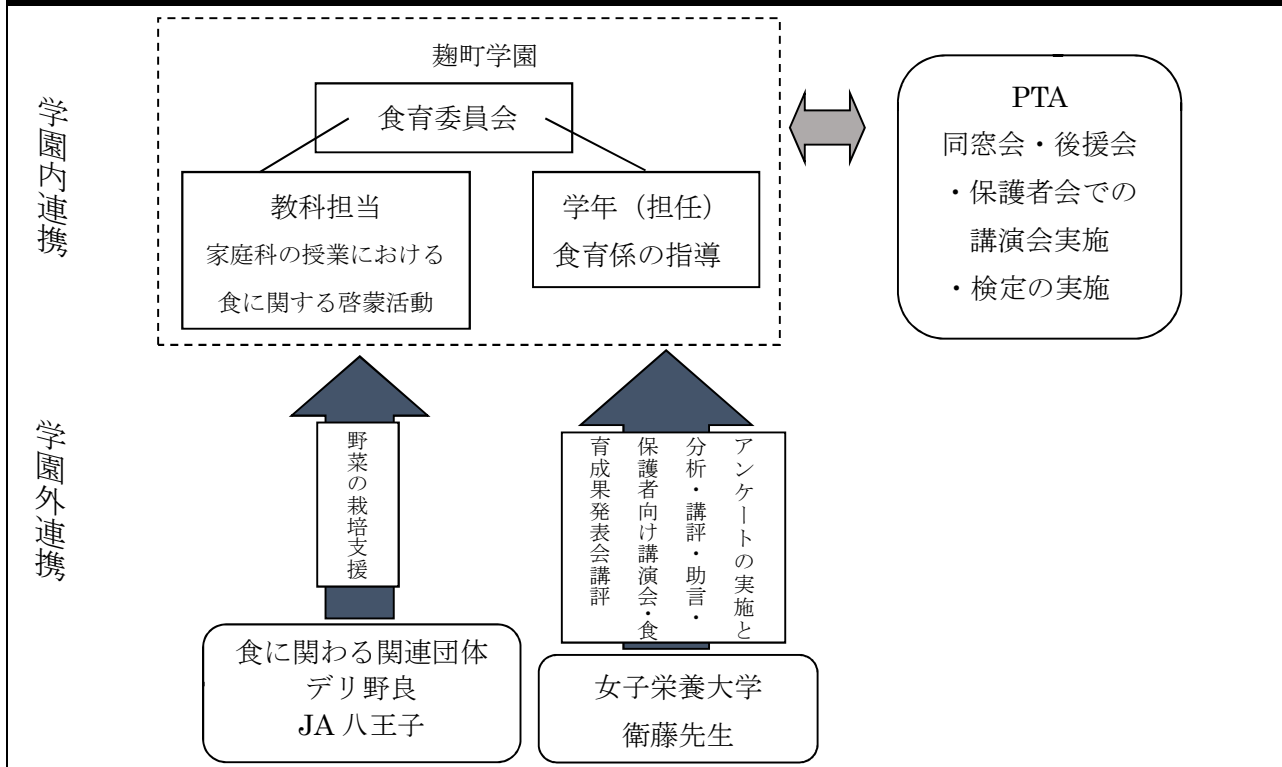 学園内連携
麹町学園
食育委員会
教科担当
家庭科の授業における
食に関する啓蒙活動
学年（担任）
食育係の指導
PTA
同窓会・後援会
・保護者会での
講演会実施
・検定の実施
学園外連携
野菜の栽培支援
アンケートの実施と
分析・講評・助言・
保護者向け講演会・食
育成果発表会講評
食に関わる関連団体
デリ野良
JA 八王子
女子栄養大学
衛藤先生